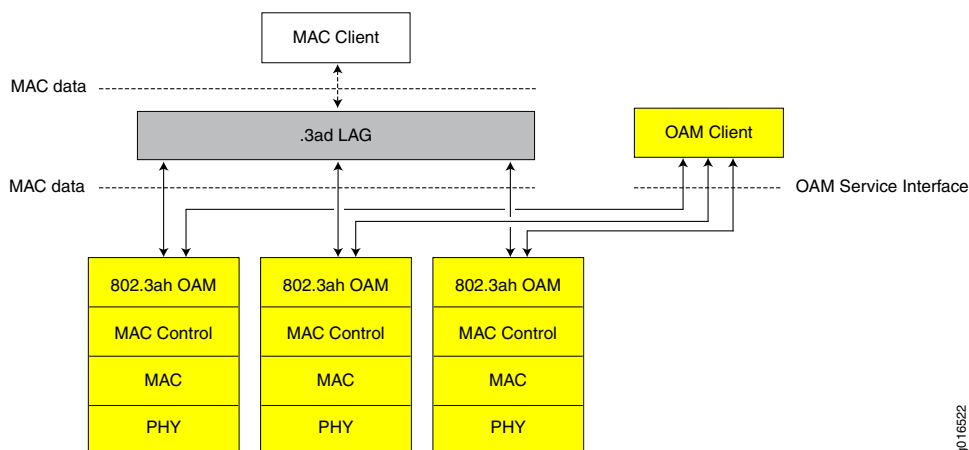 MAC Client
MAC data
.3ad LAG
OAM Client
MAC data
OAM Service Interface
802.3ah OAM
802.3ah OAM
802.3ah OAM
MAC Control
MAC Control
MAC Control
MAC
MAC
MAC
PHY
PHY
PHY
g016522